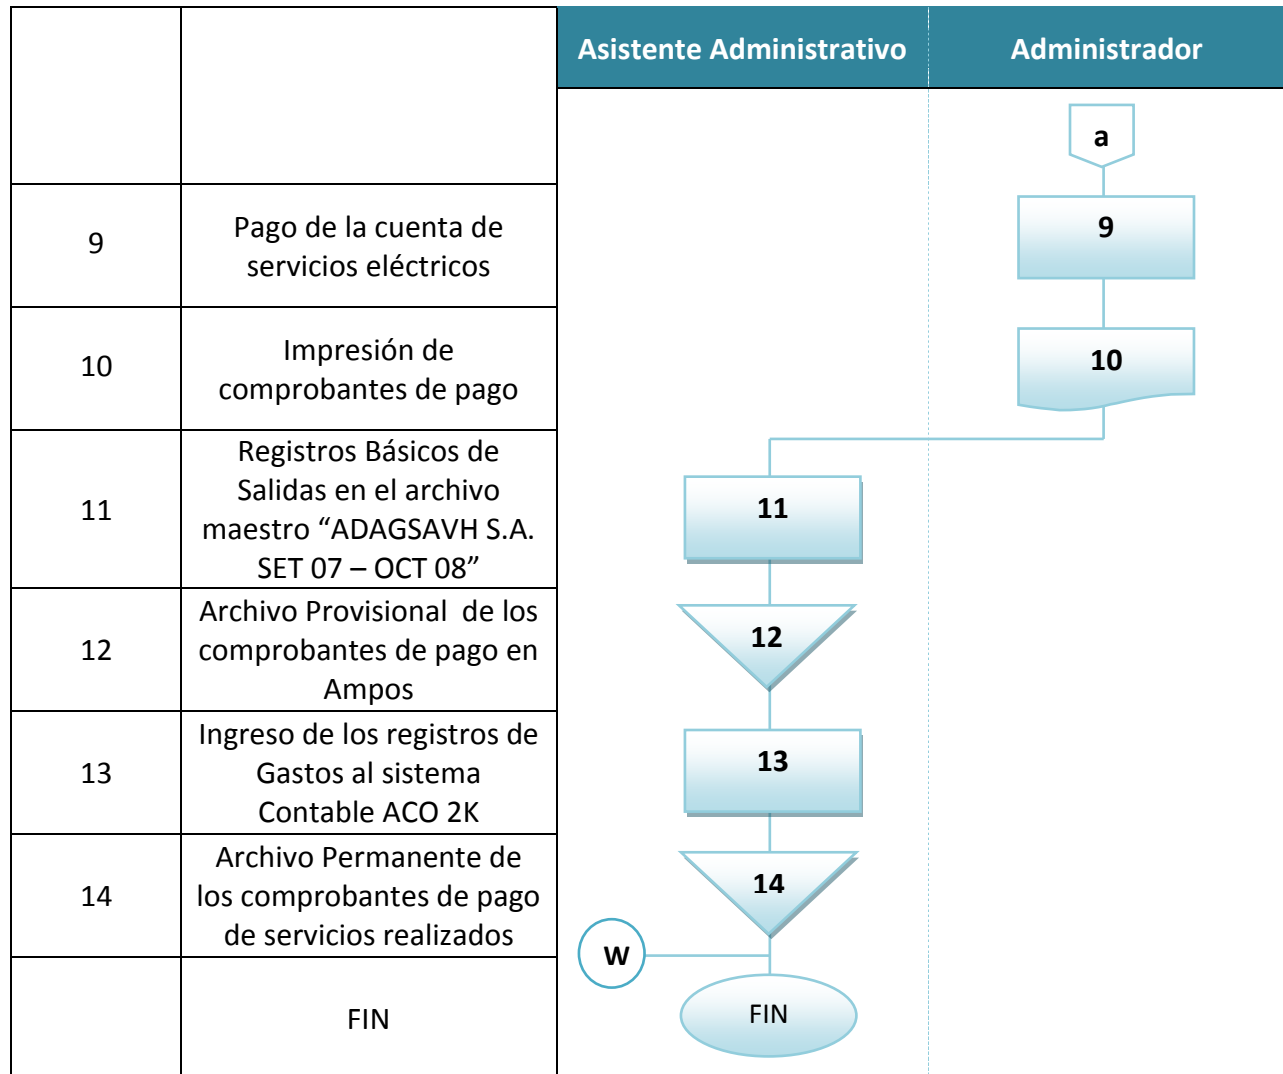 Asistente Administrativo
Administrador
a
9
Pago de la cuenta de
servicios eléctricos
9
10
Impresión de
comprobantes de pago
10
11
Registros Básicos de
Salidas en el archivo
maestro “ADAGSAVH S.A.
SET 07 – OCT 08”
11
12
Archivo Provisional de los
comprobantes de pago en
Ampos
12
13
Ingreso de los registros de
Gastos al sistema
Contable ACO 2K
13
14
Archivo Permanente de
los comprobantes de pago
de servicios realizados
14
W
FIN
FIN